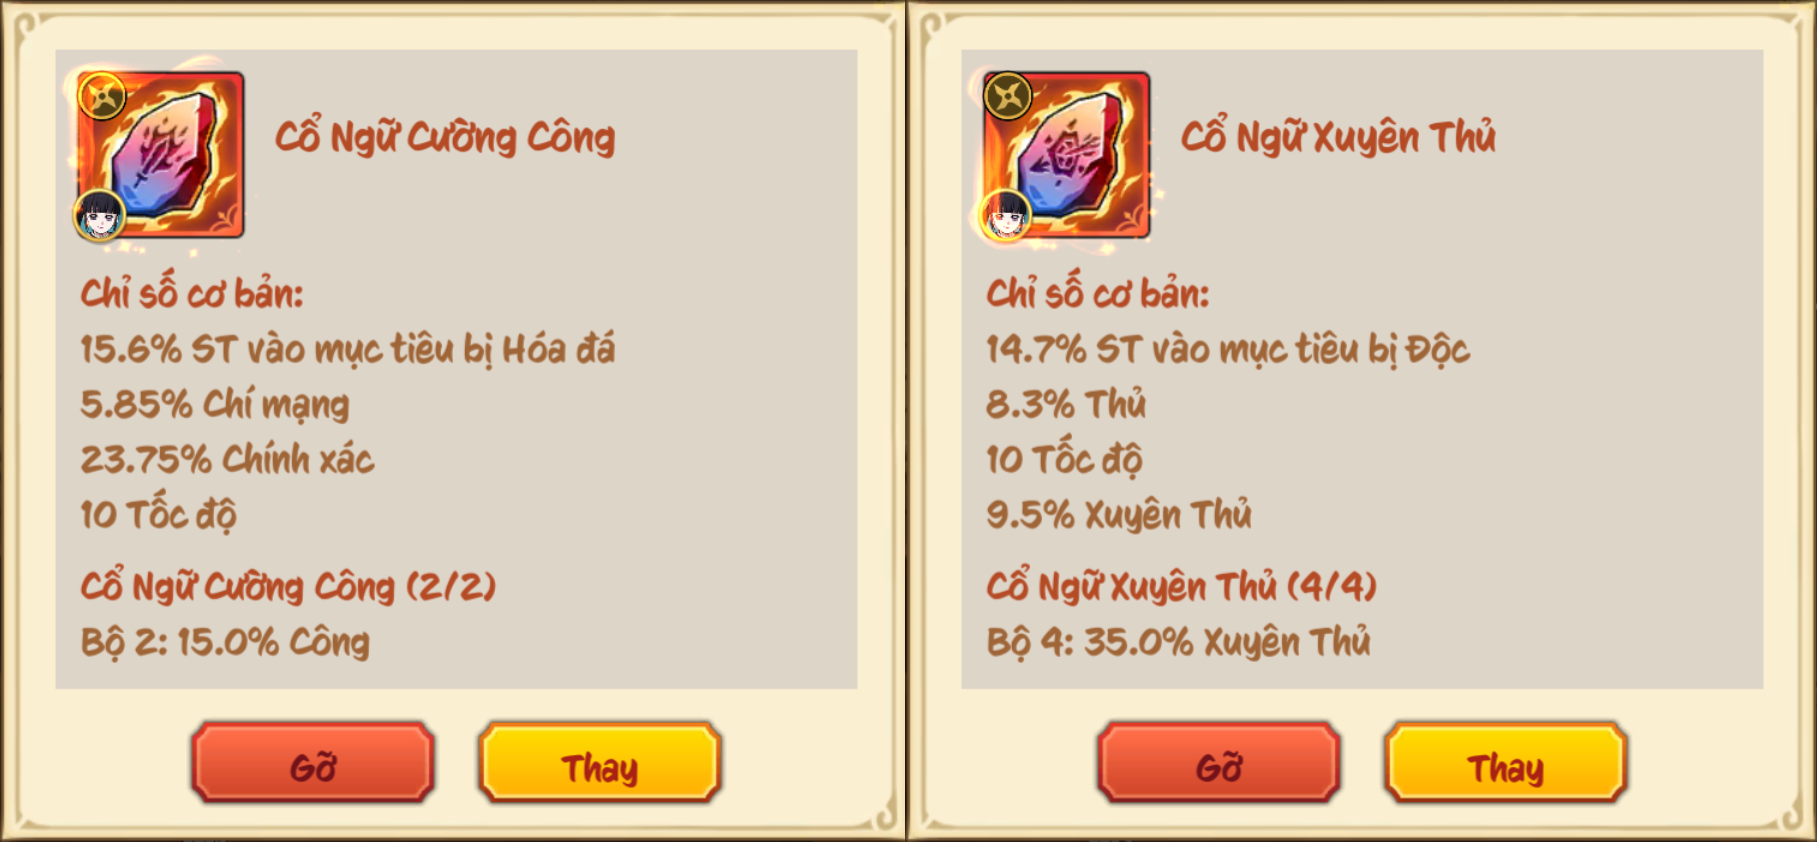 Cổ Ngữ Cường Công
Chỉ số cơ bản:
15.6% ST vào mục tiêu bị Hóa đá
5.85% Chí mạng
23.75% Chính xác
10 Tốc độ
Cổ Ngữ Cường Công (2/2)
Bộ 2: 15.0% Công
Gỡ
Thay
Cổ Ngữ Xuyên Thủ
Chỉ số cơ bản:
14.7% ST vào mục tiêu bị Độc
8.3% Thủ
10 Tốc độ
9.5% Xuyên Thủ
Cổ Ngữ Xuyên Thủ (4/4)
Bộ 4: 35.0% Xuyên Thủ
Gỡ
Thay